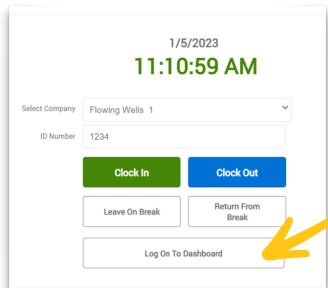 1/5/2023
11:10:59 AM
Select Company Flowing Wells 1
ID Number 1234
Clock In Clock Out
Leave On Break Return From
Break
Log On To Dashboard